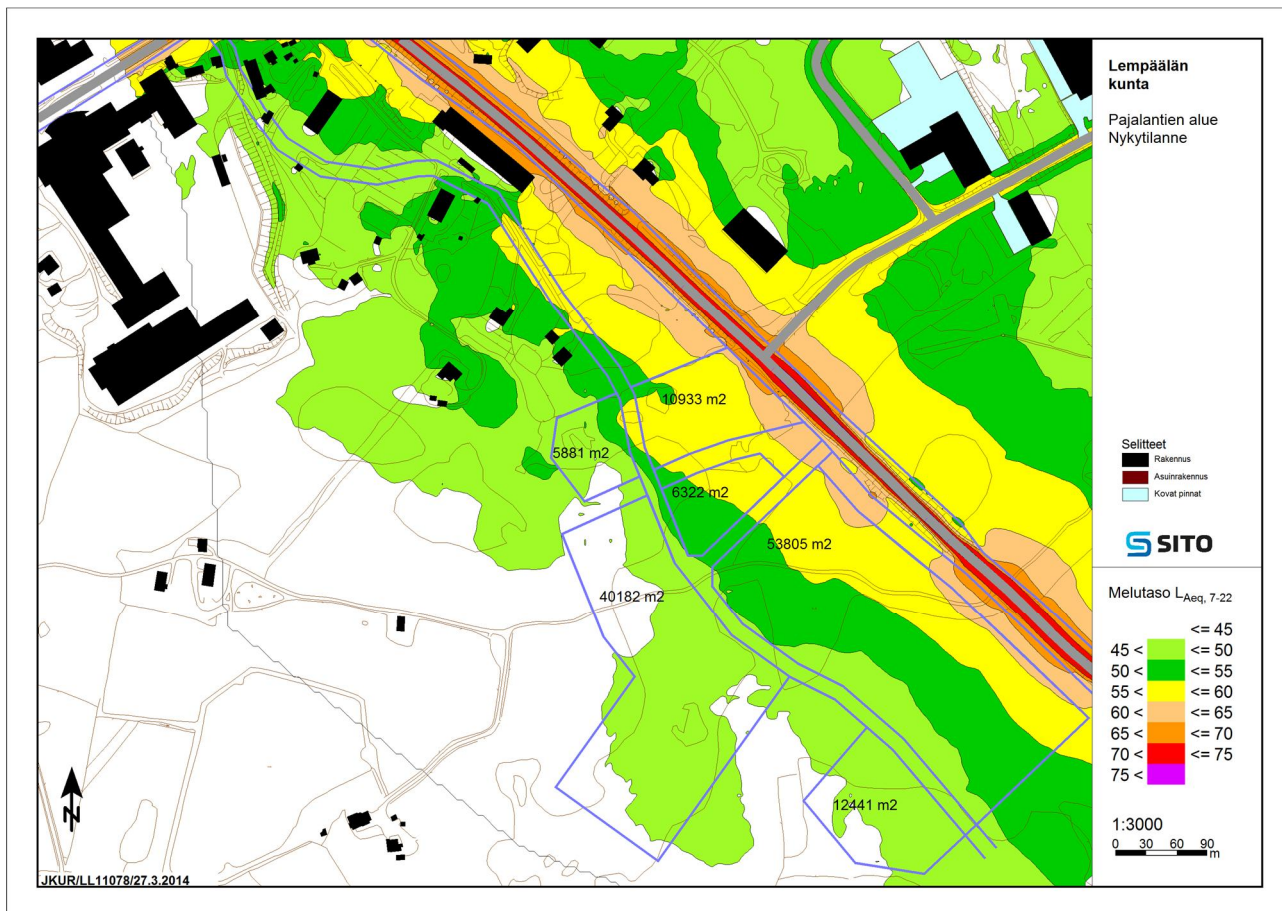 Lempäälän
kunta
Pajalantien alue
Nykytilanne
10933 m2
5881 m2
6322 m2
53805 m2
40182 m2
12441 m2
Selitteet
Rakennus
Asuinrakennus
Kovat pinnat
SITO
Melutaso LAeq, 7-22
<= 45
45 < <= 50
50 < <= 55
55 < <= 60
60 < <= 65
65 < <= 70
70 < <= 75
75 <
1:3000
0 30 60 90
m
N
JKUR/LL11078/27.3.2014